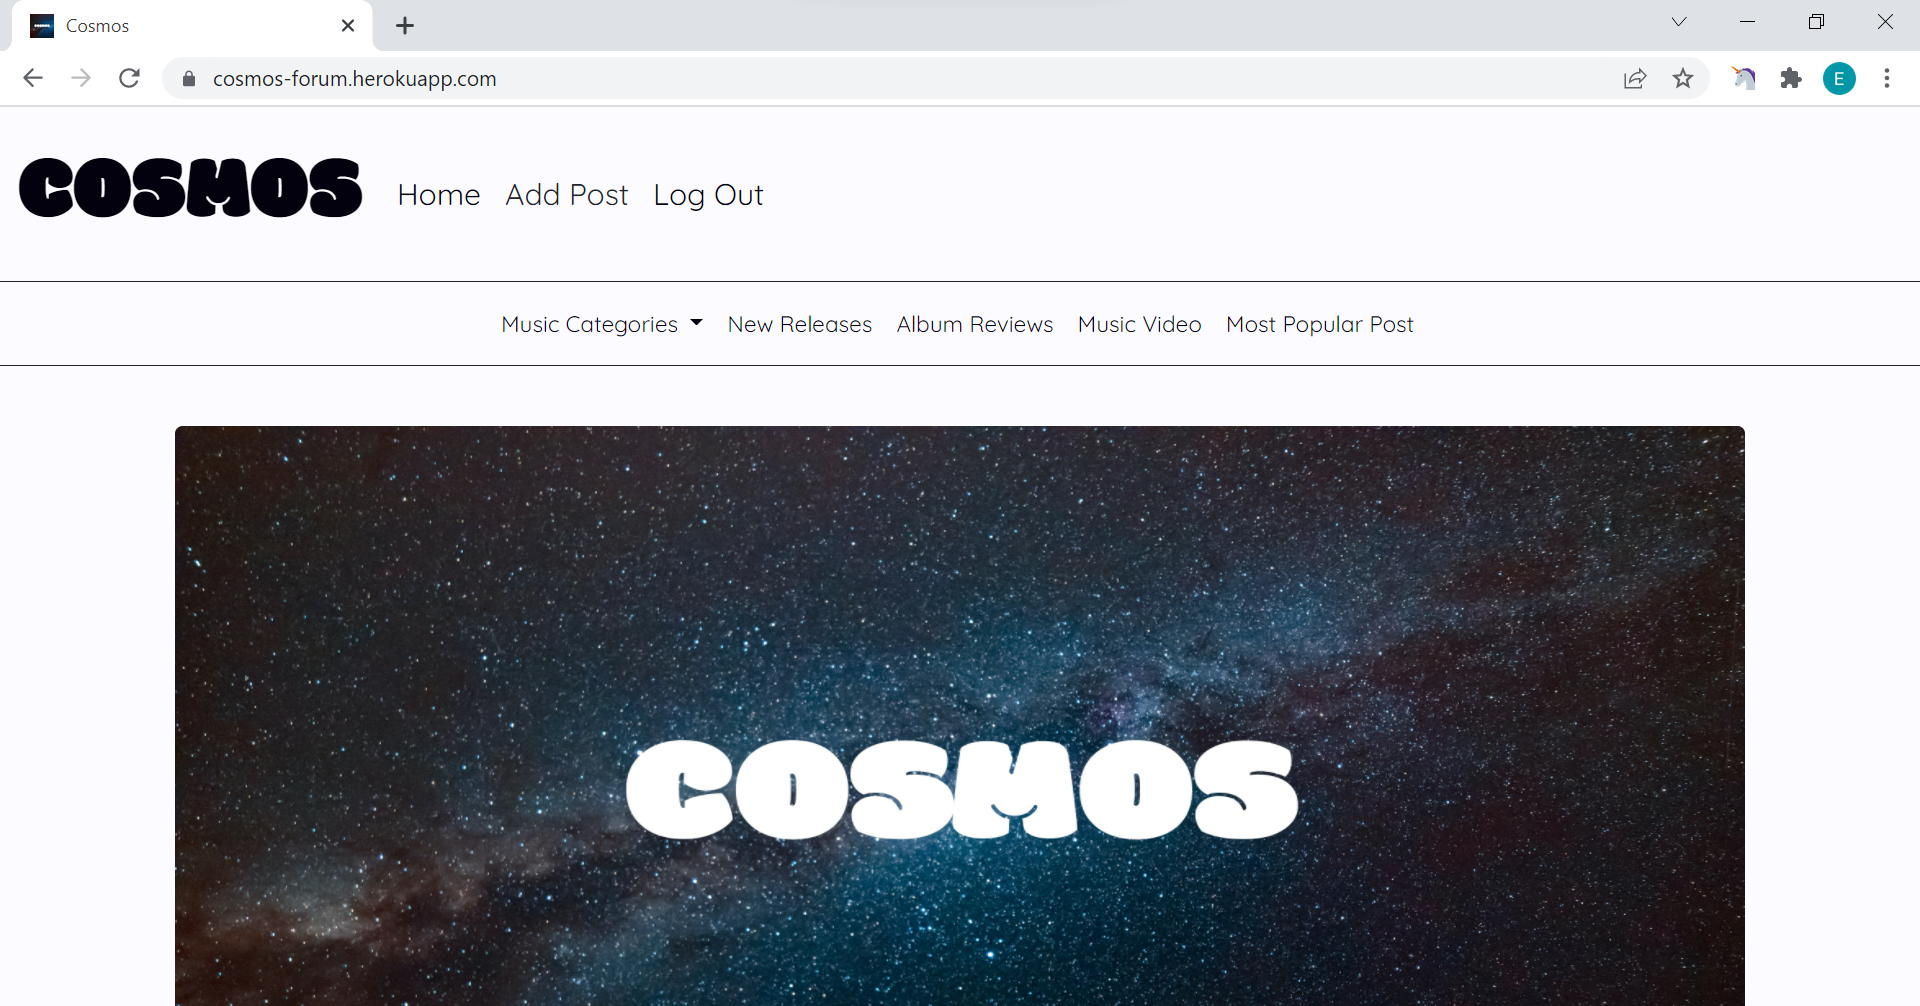 Cosmos
cosmos-forum.herokuapp.com
E
COSMOS Home Add Post Log Out
Music Categories New Releases Album Reviews Music Video Most Popular Post
COSMOS